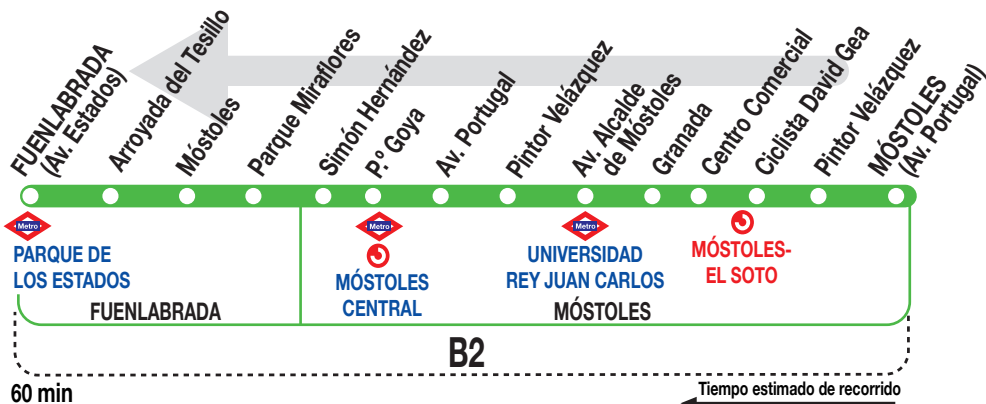 FUENLABRADA
(Av. Estados)
Arroyada del Tesillo
Móstoles
Parque Miraflores
Simón Hernández
P.º Goya
Av. Portugal
Pintor Velázquez
Av. Alcalde
de Móstoles
Granada
Centro Comercial
Ciclista David Gea
Pintor Velázquez
MÓSTOLES
(Av. Portugal)
Metro
Metro
Metro
PARQUE DE
LOS ESTADOS
MÓSTOLES
CENTRAL
UNIVERSIDAD
REY JUAN CARLOS
MÓSTOLES-
EL SOTO
FUENLABRADA
MÓSTOLES
B2
60 min
Tiempo estimado de recorrido